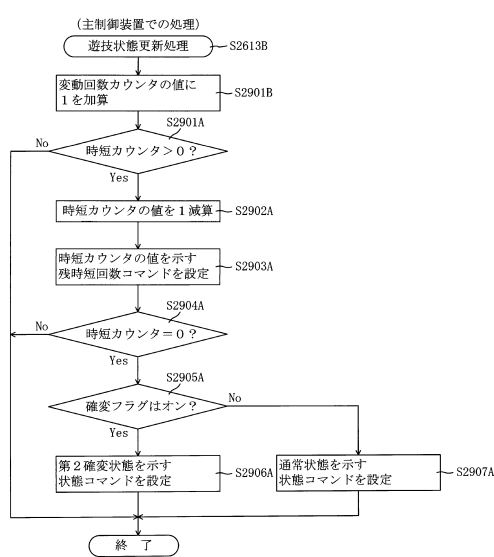 (主制御装置での処理)
遊技状態更新処理
S2613B
変動回数カウンタの値に
1を加算
S2901B
S2901A
No
時短カウンタ>0?
Yes
時短カウンタの値を1減算
S2902A
時短カウンタの値を示す
残時短回数コマンドを設定
S2903A
S2904A
No
時短カウンタ=0?
Yes
S2905A
確変フラグはオン?
No
Yes
第2確変状態を示す
状態コマンドを設定
S2906A
通常状態を示す
状態コマンドを設定
S2907A
終 了